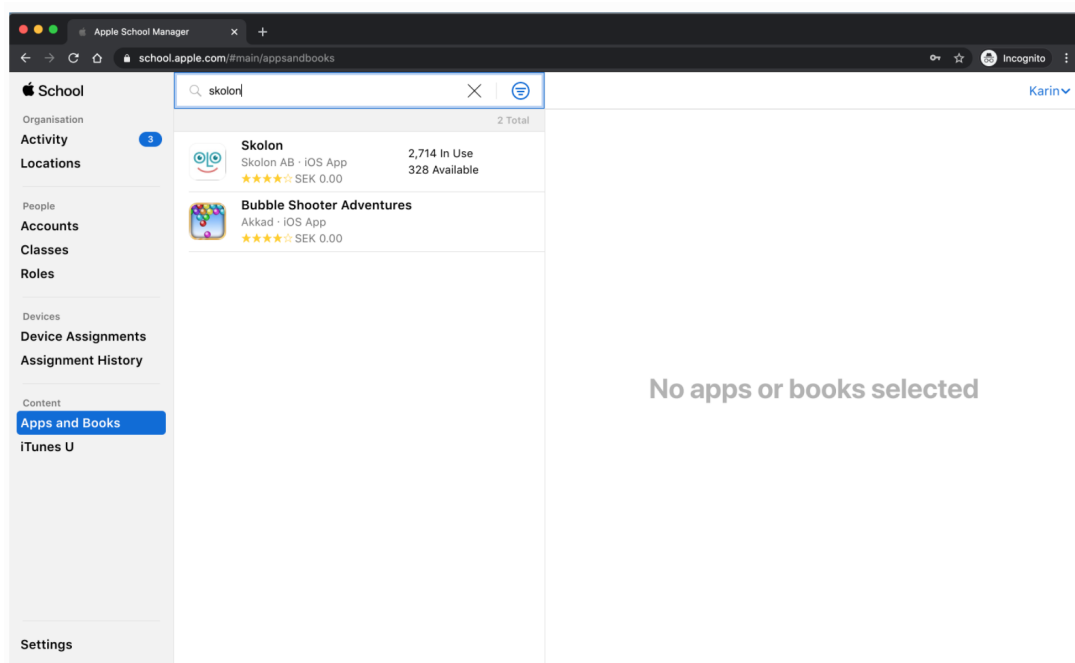 Apple School Manager
school.apple.com/#main/appsandbooks
Incognito
School
Organisation
Activity 3
Locations
People
Accounts
Classes
Roles
Devices
Device Assignments
Assignment History
Content
Apps and Books
iTunes U
Settings
skolon
2 Total
Skolon
Skolon AB · iOS App
SEK 0.00
2,714 In Use
328 Available
Bubble Shooter Adventures
Akkad · iOS App
SEK 0.00
Karin
No apps or books selected